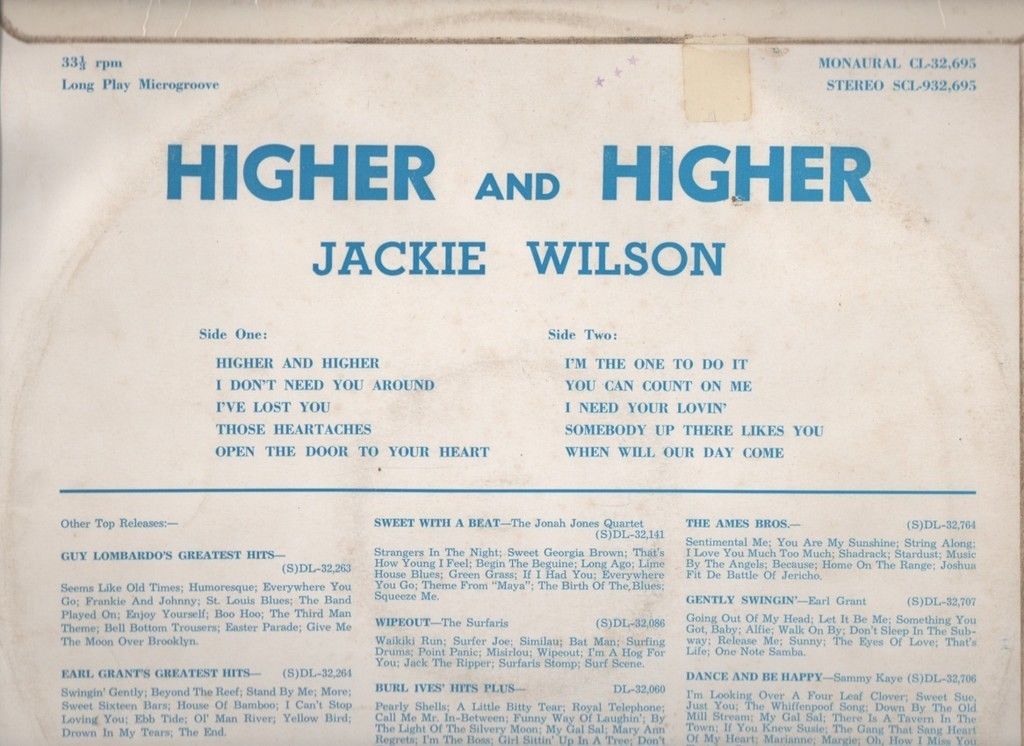 33⅓ rpm
Long Play Microgroove
MONAURAL CL-32,695
STEREO SCL-932,695
HIGHER AND HIGHER
JACKIE WILSON
Side One:
HIGHER AND HIGHER
I DON'T NEED YOU AROUND
I'VE LOST YOU
THOSE HEARTACHES
OPEN THE DOOR TO YOUR HEART
Side Two:
I'M THE ONE TO DO IT
YOU CAN COUNT ON ME
I NEED YOUR LOVIN'
SOMEBODY UP THERE LIKES YOU
WHEN WILL OUR DAY COME
Other Top Releases:—
GUY LOMBARDO'S GREATEST HITS—
(S)DL-32,263
Seems Like Old Times; Humoresque; Everywhere You
Go; Frankie And Johnny; St. Louis Blues; The Band
Played On; Enjoy Yourself; Boo Hoo; The Third Man
Theme; Bell Bottom Trousers; Easter Parade; Give Me
The Moon Over Brooklyn.
EARL GRANT'S GREATEST HITS— (S)DL-32,264
Swingin' Gently; Beyond The Reef; Stand By Me; More;
Sweet Sixteen Bars; House Of Bamboo; I Can't Stop
Loving You; Ebb Tide; Ol' Man River; Yellow Bird;
Drown In My Tears; The End.
SWEET WITH A BEAT—The Jonah Jones Quartet
(S)DL-32,141
Strangers In The Night; Sweet Georgia Brown; That's
How Young I Feel; Begin The Beguine; Long Ago; Lime
House Blues; Green Grass; If I Had You; Everywhere
You Go; Theme From "Maya"; The Birth Of The Blues;
Squeeze Me.
WIPEOUT—The Surfaris (S)DL-32,086
Waikiki Run; Surfer Joe; Similau; Bat Man; Surfing
Drums; Point Panic; Misirlou; Wipeout; I'm A Hog For
You; Jack The Ripper; Surfaris Stomp; Surf Scene.
BURL IVES' HITS PLUS— DL-32,060
Pearly Shells; A Little Bitty Tear; Royal Telephone;
Call Me Mr. In-Between; Funny Way Of Laughin'; By
The Light Of The Silvery Moon; My Gal Sal; Mary Ann
Regrets; I'm The Boss; Girl Sittin' Up In A Tree; Don't
THE AMES BROS.— (S)DL-32,764
Sentimental Me; You Are My Sunshine; String Along;
I Love You Much Too Much; Shadrack; Stardust; Music
By The Angels; Because; Home On The Range; Joshua
Fit De Battle Of Jericho.
GENTLY SWINGIN'—Earl Grant (S)DL-32,707
Going Out Of My Head; Let It Be Me; Something You
Got, Baby; Alfie; Walk On By; Don't Sleep In The Sub-
way; Release Me; Sunny; The Eyes Of Love; That's
Life; One Note Samba.
DANCE AND BE HAPPY—Sammy Kaye (S)DL-32,706
I'm Looking Over A Four Leaf Clover; Sweet Sue,
Just You; The Whiffenpoof Song; Down By The Old
Mill Stream; My Gal Sal; There Is A Tavern In The
Town; If You Knew Susie; The Gang That Sang Heart
Of My Heart; Marianne; Margie; Oh, How I Miss You